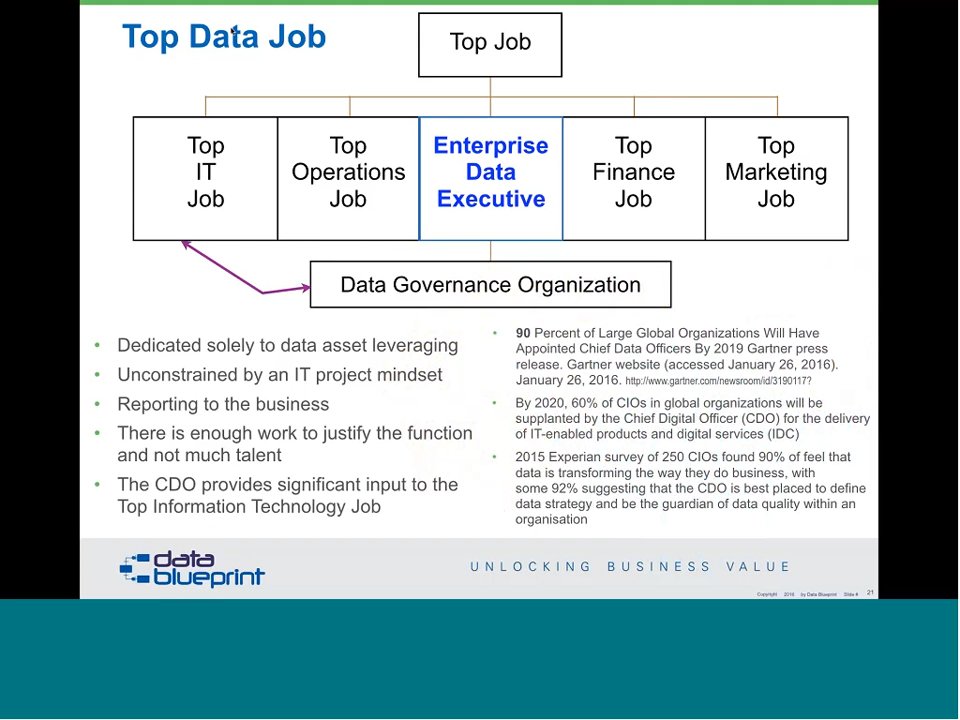 Top Data Job
Top Job
Top
IT
Job
Top
Operations
Job
Enterprise
Data
Executive
Top
Finance
Job
Top
Marketing
Job
Data Governance Organization
• Dedicated solely to data asset leveraging
• Unconstrained by an IT project mindset
• Reporting to the business
• There is enough work to justify the function
and not much talent
• The CDO provides significant input to the
Top Information Technology Job
• 90 Percent of Large Global Organizations Will Have
Appointed Chief Data Officers By 2019 Gartner press
release. Gartner website (accessed January 26, 2016).
January 26, 2016. http://www.gartner.com/newsroom/id/3190117?
• By 2020, 60% of CIOs in global organizations will be
supplanted by the Chief Digital Officer (CDO) for the delivery
of IT-enabled products and digital services (IDC)
• 2015 Experian survey of 250 CIOs found 90% of feel that
data is transforming the way they do business, with
some 92% suggesting that the CDO is best placed to define
data strategy and be the guardian of data quality within an
organisation
data
blueprint
UNLOCKING BUSINESS VALUE
Copyright 2016 by Data Blueprint Slide # 21